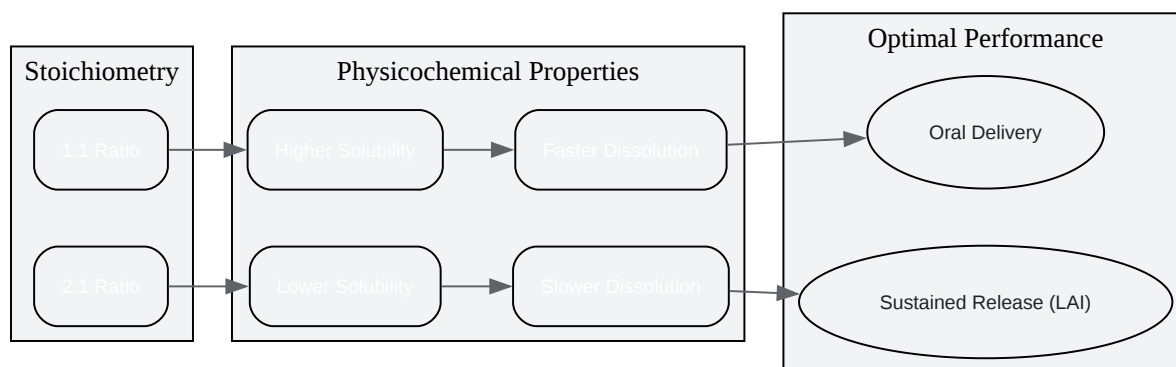 Stoichiometry
1:1 Ratio
2:1 Ratio
Physicochemical Properties
Higher Solubility
Faster Dissolution
Lower Solubility
Slower Dissolution
Optimal Performance
Oral Delivery
Sustained Release (LAI)